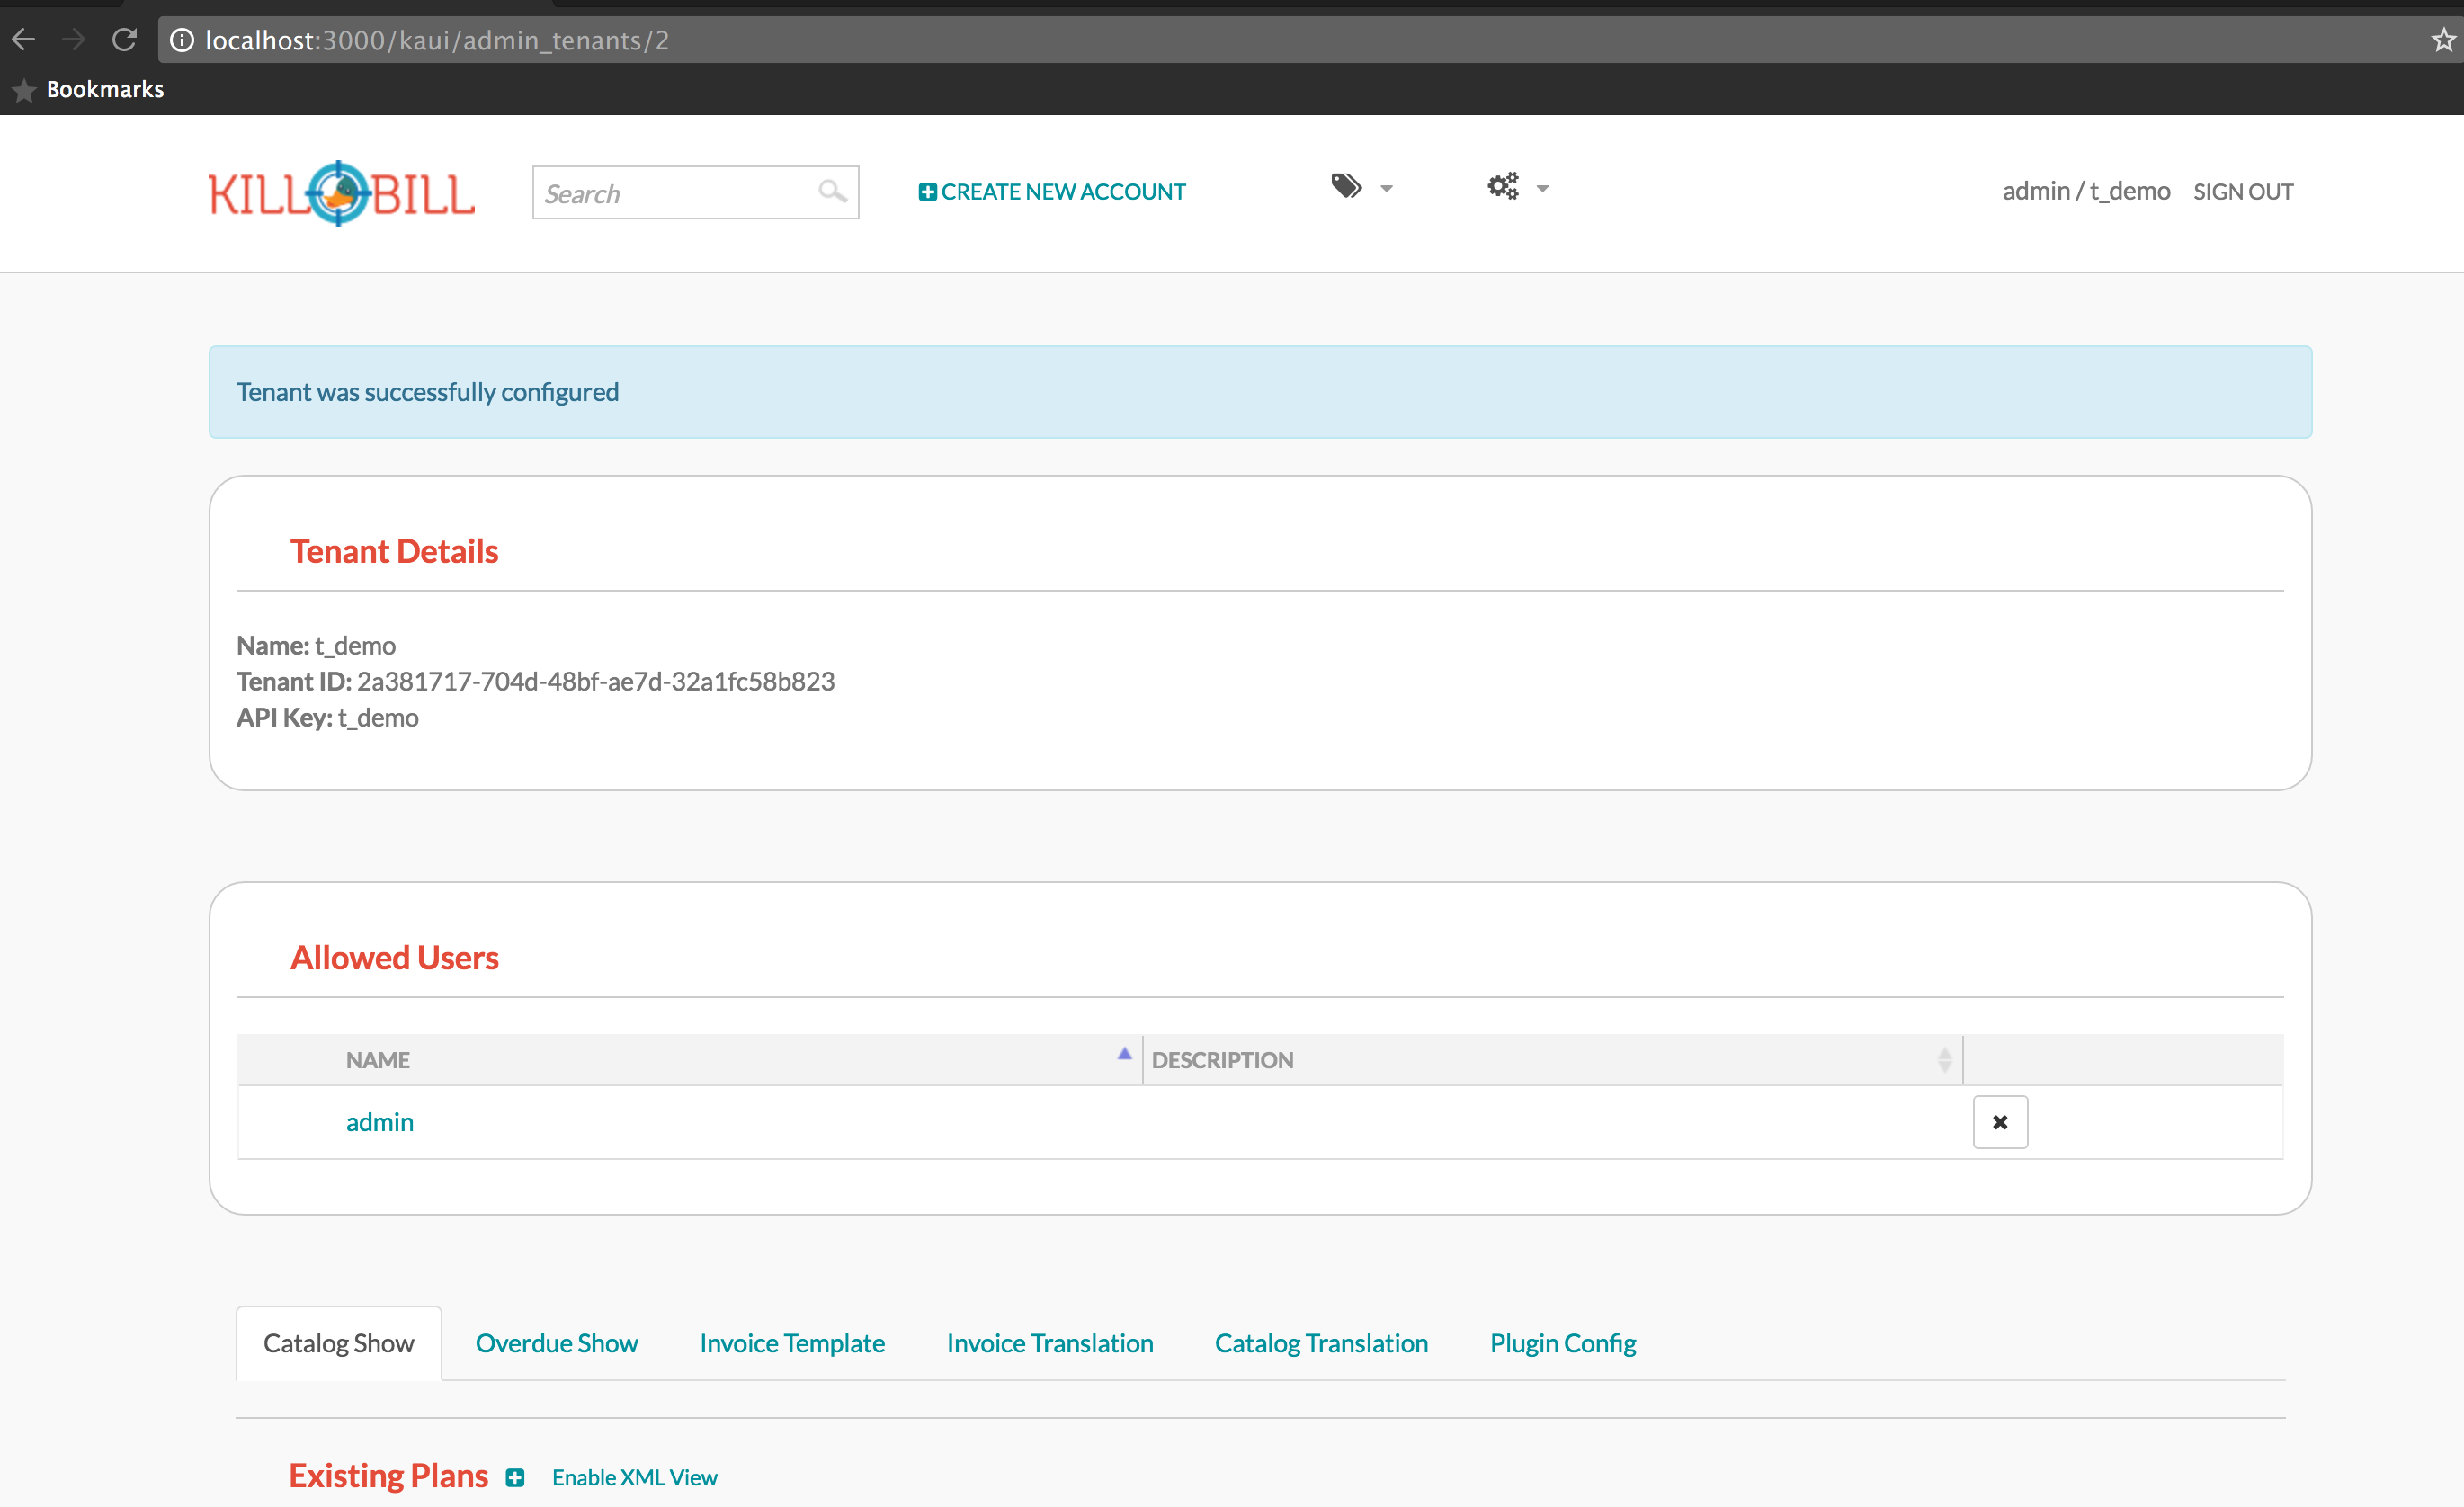 localhost:3000/kaui/admin_tenants/2
Bookmarks
KILL BILL
Search
CREATE NEW ACCOUNT
admin / t_demo SIGN OUT
Tenant was successfully configured
Tenant Details
Name: t_demo
Tenant ID: 2a381717-704d-48bf-ae7d-32a1fc58b823
API Key: t_demo
Allowed Users
NAME DESCRIPTION
admin
Catalog Show Overdue Show Invoice Template Invoice Translation Catalog Translation Plugin Config
Existing Plans Enable XML View